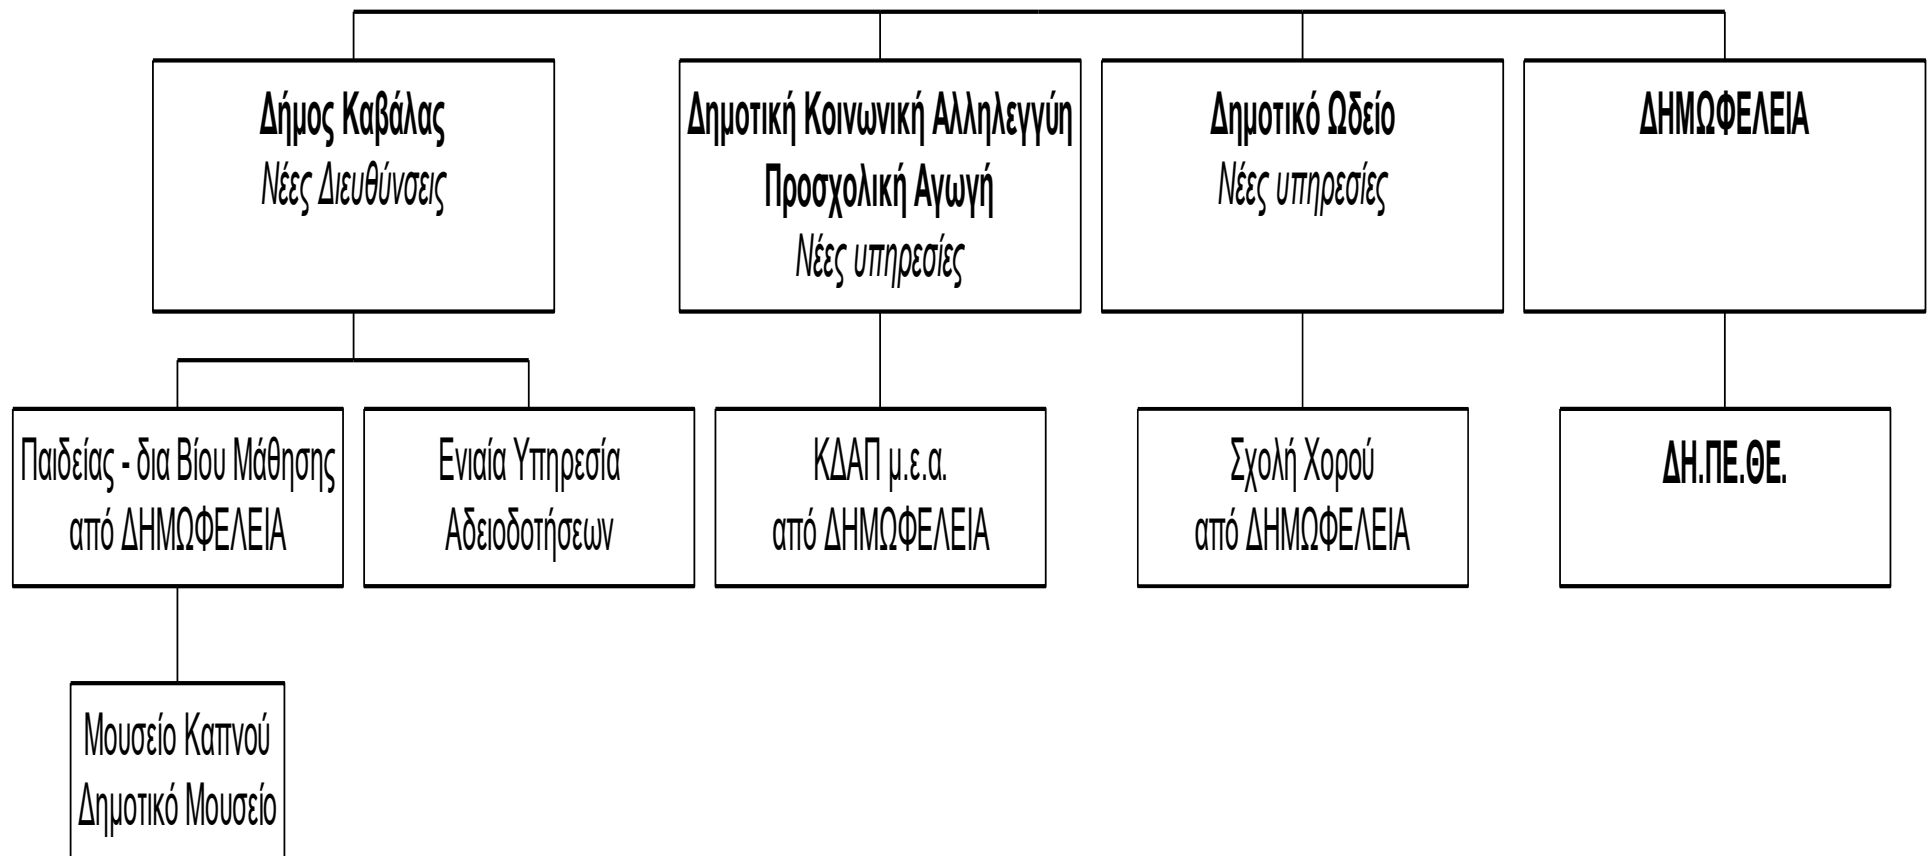 Δήμος Καβάλας
Νέες Διευθύνσεις
Δημοτική Κοινωνική Αλληλεγγύη
Προσχολική Αγωγή
Νέες υπηρεσίες
Δημοτικό Ωδείο
Νέες υπηρεσίες
ΔΗΜΩΦΕΛΕΙΑ
Παιδείας - δια Βίου Μάθησης
από ΔΗΜΩΦΕΛΕΙΑ
Ενιαία Υπηρεσία
Αδειοδοτήσεων
ΚΔΑΠ μ.ε.α.
από ΔΗΜΩΦΕΛΕΙΑ
Σχολή Χορού
από ΔΗΜΩΦΕΛΕΙΑ
ΔΗ.ΠΕ.ΘΕ.
Μουσείο Καπνού
Δημοτικό Μουσείο